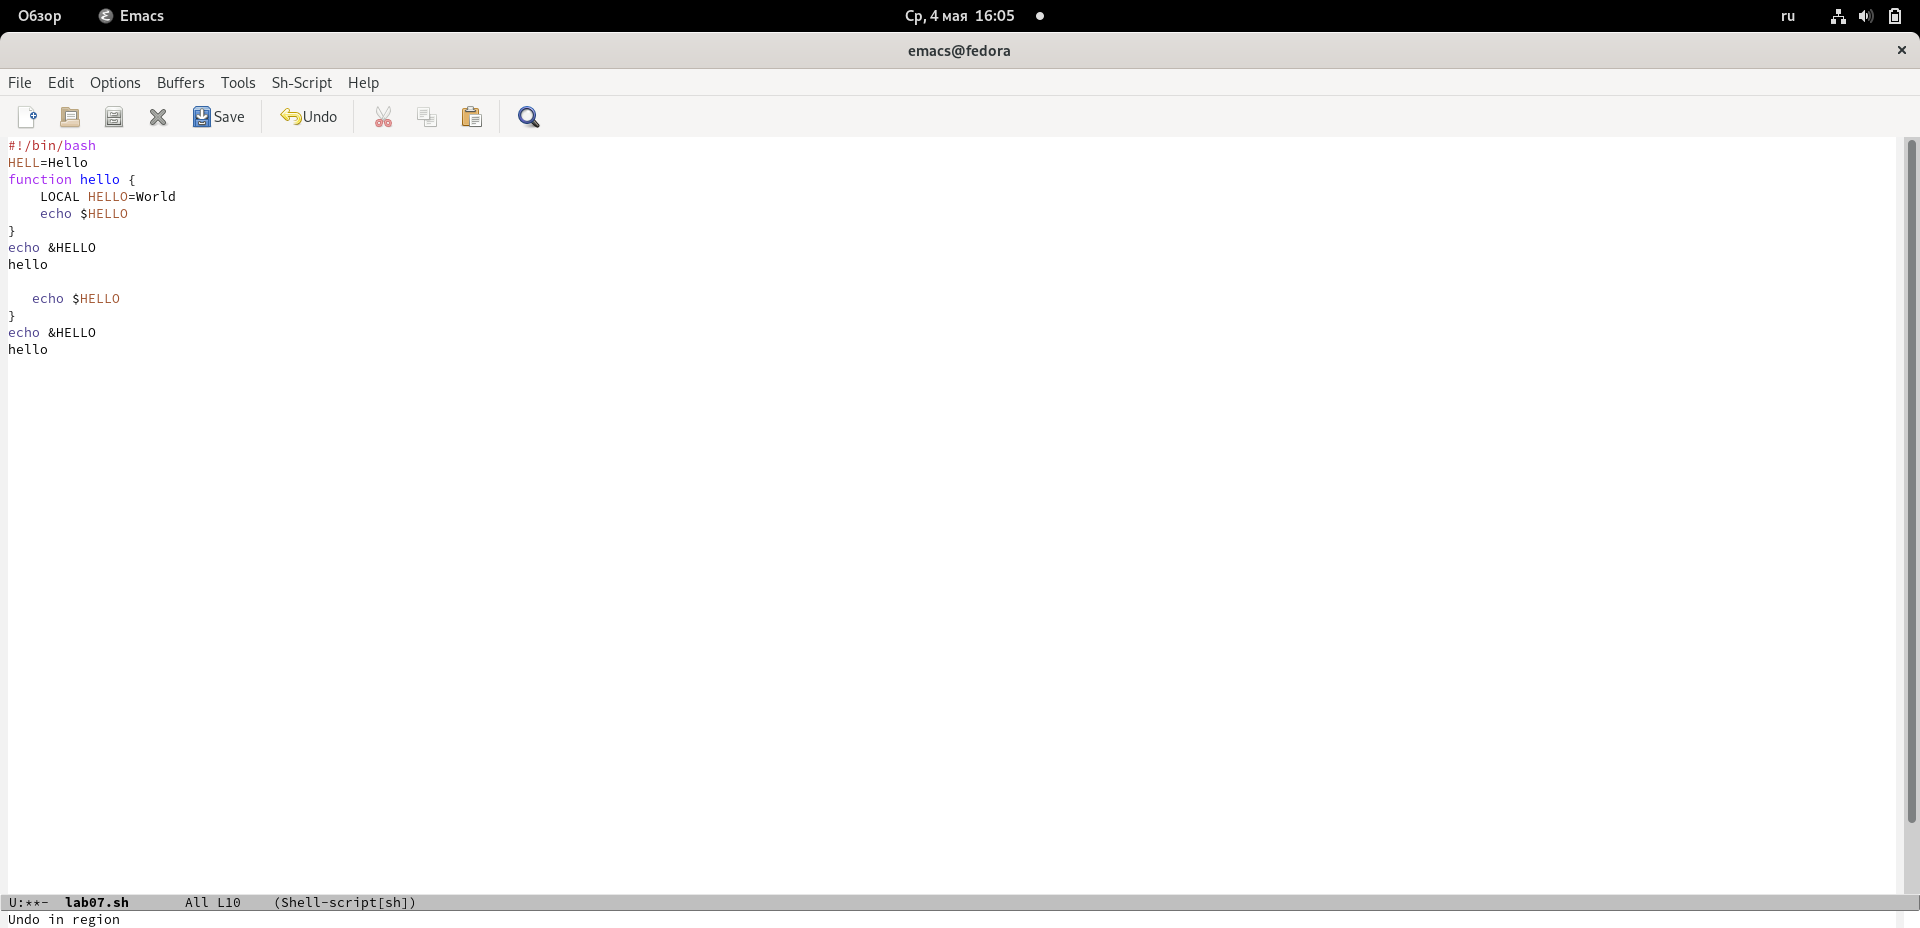 Обзор Emacs Ср, 4 мая 16:05 ru
emacs@fedora
File Edit Options Buffers Tools Sh-Script Help
Save Undo
#!/bin/bash
HELL=Hello
function hello {
    LOCAL HELLO=World
    echo $HELLO
}
echo &HELLO
hello

   echo $HELLO
}
echo &HELLO
hello
U:**-  lab07.sh       All L10    (Shell-script[sh])
Undo in region